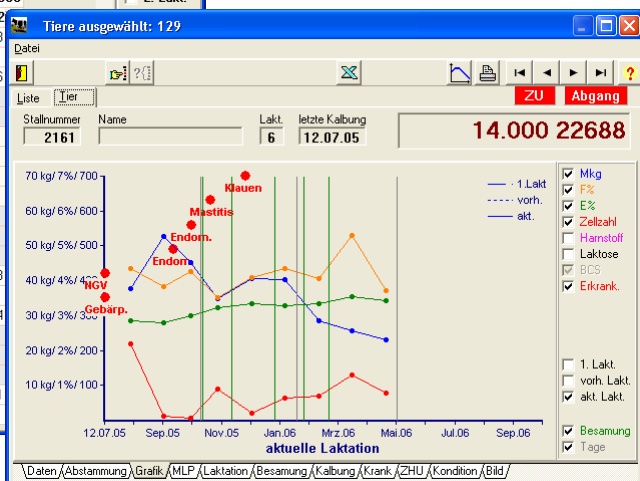 2. Lakt.
Tiere ausgewählt: 129
Datei
?{}
?
Liste Tier ZU Abgang
Stallnummer Name Lakt. letzte Kalbung
2161 6 12.07.05 14.000 22688
70 kg/ 7%/ 700
60 kg/ 6%/ 600
50 kg/ 5%/ 500
40 kg/ 4%/ 400
30 kg/ 3%/ 300
20 kg/ 2%/ 200
10 kg/ 1%/ 100
Klauen
Mastitis
Endom.
Endom
NGV
Gebärp.
1.Lakt
vorh.
akt.
12.07.05 Sep.05 Nov.05 Jan.06 Mrz.06 Mai.06 Jul.06 Sep.06
aktuelle Laktation
Mkg
F%
E%
Zellzahl
Harnstoff
Laktose
BCS
Erkrank.
1. Lakt.
vorh. Lakt.
akt. Lakt.
Besamung
Tage
Daten Abstammung Grafik MLP Laktation Besamung Kalbung Krank ZHU Kondition Bild